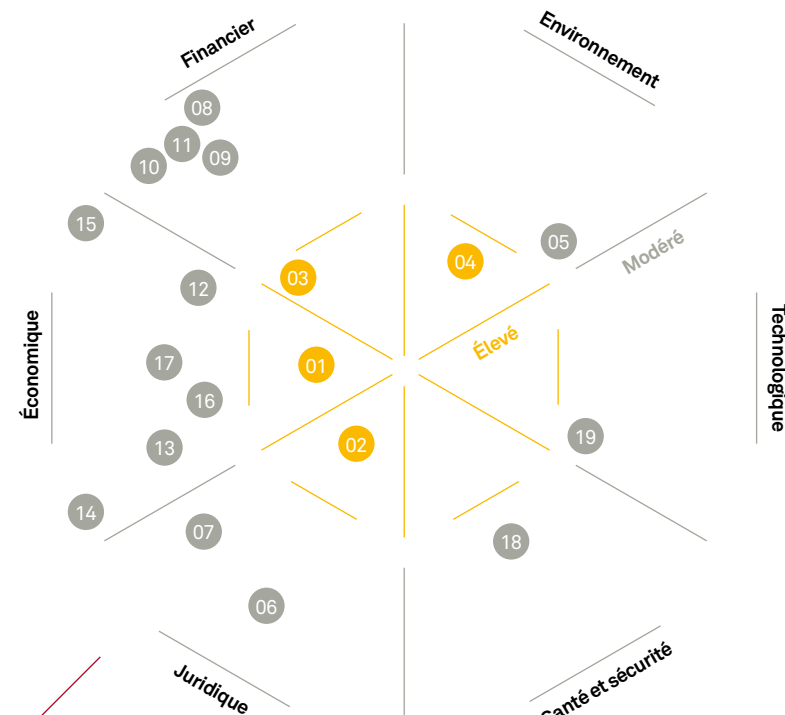 Financier
Environnement
08
11
09
10
15
05
Modéré
04
03
12
Élevé
Économique
Technologique
17
01
16
19
02
13
14
07
18
06
Juridique
Santé et sécurité